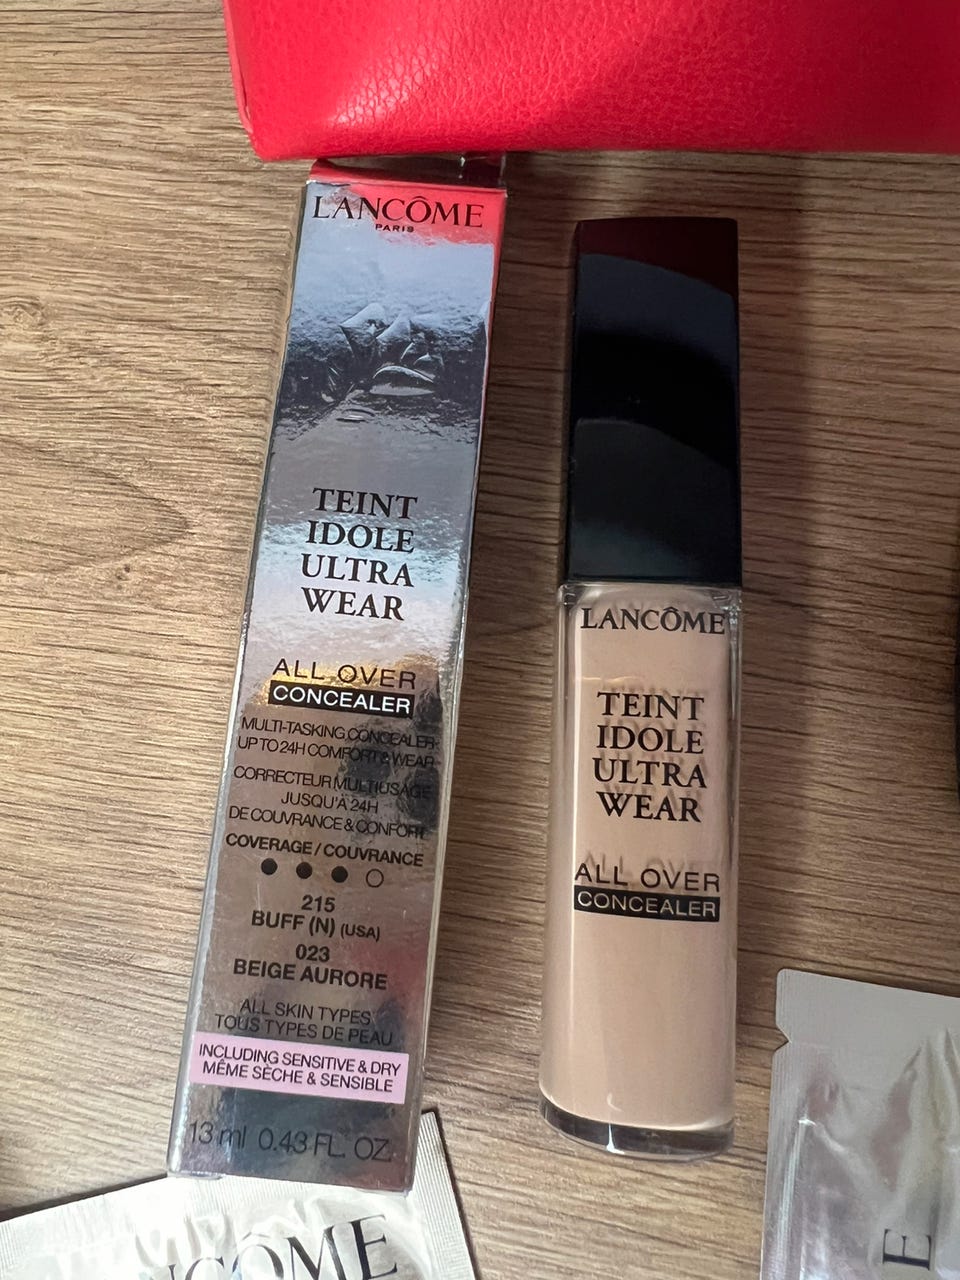 LANCÔME
PARIS
TEINT
IDOLE
ULTRA
WEAR
ALL OVER
CONCEALER
MULTI-TASKING CONCEALER
UP TO 24H COMFORT & WEAR
CORRECTEUR MULTIUSAGE
JUSQU'À 24H
DE COUVRANCE & CONFORT
COVERAGE / COUVRANCE
215
BUFF (N) (USA)
023
BEIGE AURORE
ALL SKIN TYPES
TOUS TYPES DE PEAU
INCLUDING SENSITIVE & DRY
MÊME SÈCHE & SENSIBLE
13 ml 0.43 FL. OZ.
LANCÔME
TEINT
IDOLE
ULTRA
WEAR
ALL OVER
CONCEALER
NCÔME
E